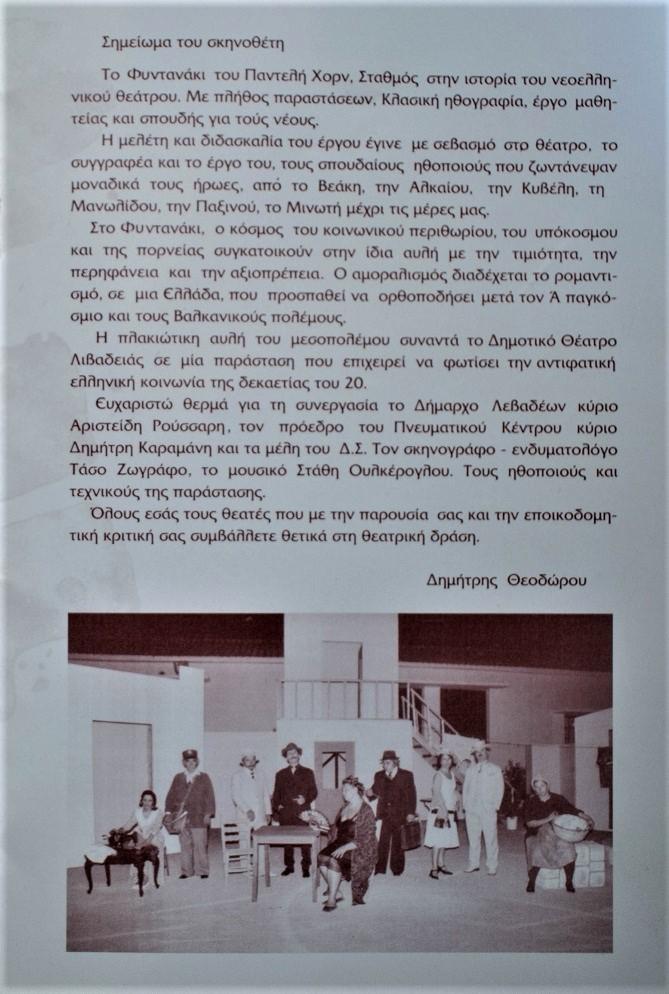 Σημείωμα του σκηνοθέτη
Το Φυντανάκι του Παντελή Χορν, Σταθμός στην ιστορία του νεοελλη-
νικού θεάτρου. Με πλήθος παραστάσεων, Κλασική ηθογραφία, έργο μαθη-
τείας και σπουδής για τούς νέους.
Η μελέτη και διδασκαλία του έργου έγινε με σεβασμό στο θέατρο, το
συγγραφέα και το έργο του, τους σπουδαίους ηθοποιούς που ζωντάνεψαν
μοναδικά τους ήρωες, από το Βεάκη, την Αλκαίου, την Κυβέλη, τη
Μανωλίδου, την Παξινού, το Μινωτή μέχρι τις μέρες μας.
Στο Φυντανάκι, ο κόσμος του κοινωνικού περιθωρίου, του υπόκοσμου
και της πορνείας συγκατοικούν στην ίδια αυλή με την τιμιότητα, την
περηφάνεια και την αξιοπρέπεια. Ο αμοραλισμός διαδέχεται το ρομαντι-
σμό, σε μια Ελλάδα, που προσπαθεί να ορθοποδήσει μετά τον Ά παγκό-
σμιο και τους Βαλκανικούς πολέμους.
Η πλακιώτικη αυλή του μεσοπολέμου συναντά το Δημοτικό Θέατρο
Λιβαδειάς σε μία παράσταση που επιχειρεί να φωτίσει την αντιφατική
ελληνική κοινωνία της δεκαετίας του 20.
Ευχαριστώ θερμά για τη συνεργασία το Δήμαρχο Λεβαδέων κύριο
Αριστείδη Ρούσσαρη, τον πρόεδρο του Πνευματικού Κέντρου κύριο
Δημήτρη Καραμάνη και τα μέλη του Δ.Σ. Τον σκηνογράφο - ενδυματολόγο
Τάσο Ζωγράφο, το μουσικό Στάθη Ουλκέρογλου. Τους ηθοποιούς και
τεχνικούς της παράστασης.
Όλους εσάς τους θεατές που με την παρουσία σας και την εποικοδομη-
τική κριτική σας συμβάλλετε θετικά στη θεατρική δράση.
Δημήτρης Θεοδώρου